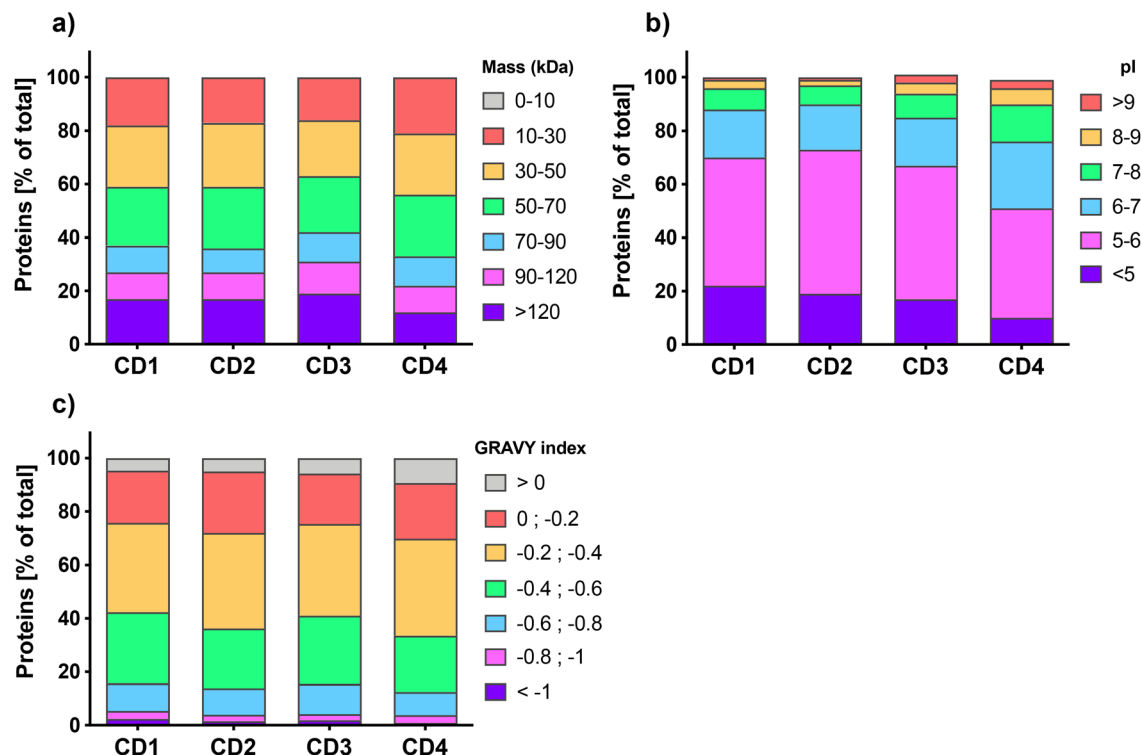 a)
Proteins [% of total]
100
80
60
40
20
0
CD1 CD2 CD3 CD4
Mass (kDa)
0-10
10-30
30-50
50-70
70-90
90-120
>120
b)
Proteins [% of total]
100
80
60
40
20
0
CD1 CD2 CD3 CD4
pI
>9
8-9
7-8
6-7
5-6
<5
c)
Proteins [% of total]
100
80
60
40
20
0
CD1 CD2 CD3 CD4
GRAVY index
> 0
0 ; -0.2
-0.2 ; -0.4
-0.4 ; -0.6
-0.6 ; -0.8
-0.8 ; -1
< -1